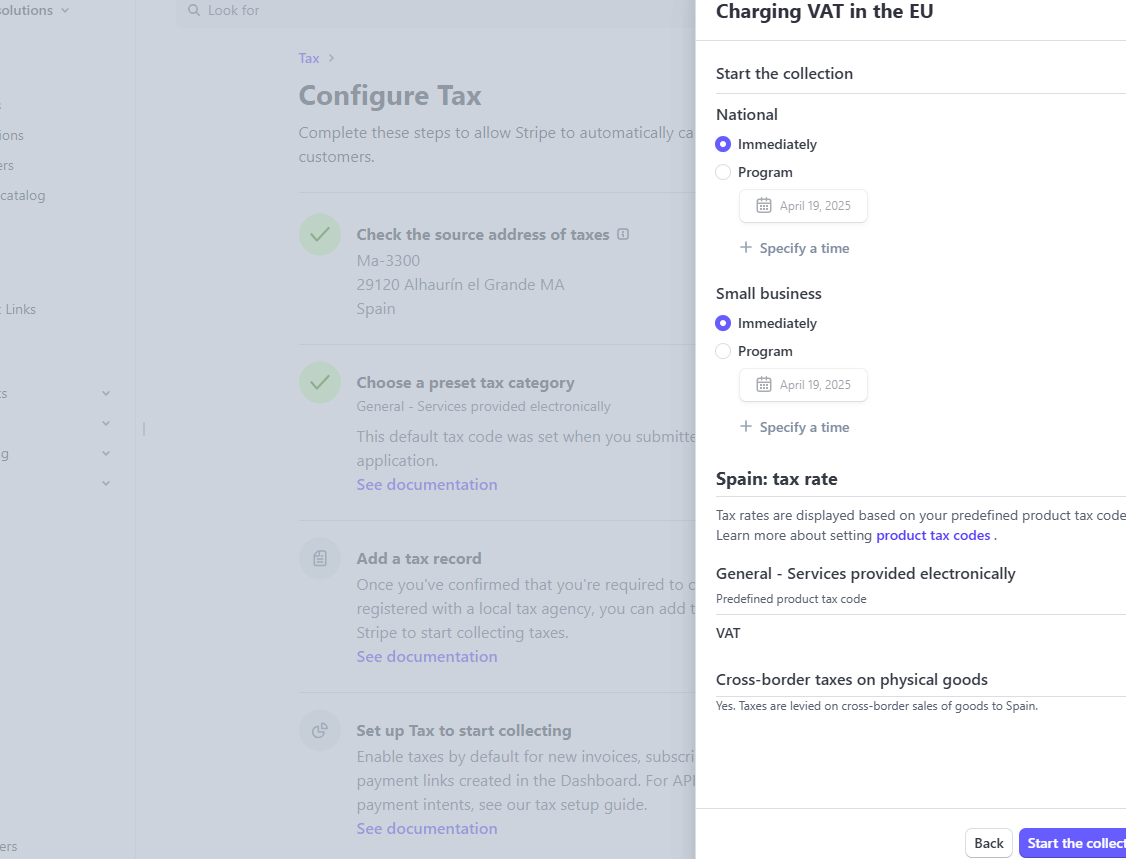 olutions
Look for
Charging VAT in the EU
Start the collection
National
Immediately
Program
April 19, 2025
Specify a time
Small business
Immediately
Program
April 19, 2025
Specify a time
Spain: tax rate
Tax rates are displayed based on your predefined product tax code
Learn more about setting product tax codes .
General - Services provided electronically
Predefined product tax code
VAT
Cross-border taxes on physical goods
Yes. Taxes are levied on cross-border sales of goods to Spain.
Back
Start the collect
Tax
Configure Tax
Complete these steps to allow Stripe to automatically ca
customers.
Check the source address of taxes
Ma-3300
29120 Alhaurín el Grande MA
Spain
Choose a preset tax category
General - Services provided electronically
This default tax code was set when you submitte
application.
See documentation
Add a tax record
Once you've confirmed that you're required to c
registered with a local tax agency, you can add t
Stripe to start collecting taxes.
See documentation
Set up Tax to start collecting
Enable taxes by default for new invoices, subscri
payment links created in the Dashboard. For API
payment intents, see our tax setup guide.
See documentation
s
ions
ers
catalog
Links
ts
g
ers